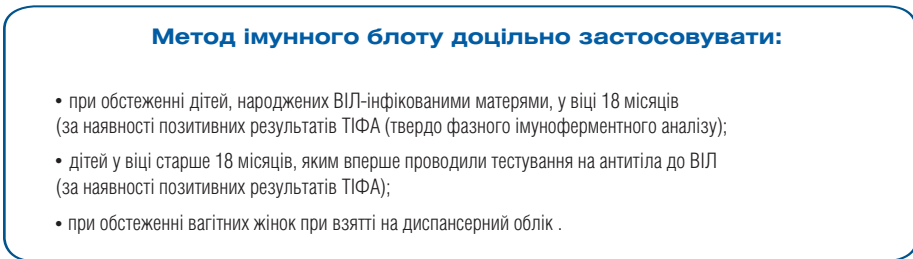 Метод імунного блоту доцільно застосовувати:
• при обстеженні дітей, народжених ВІЛ-інфікованими матерями, у віці 18 місяців
(за наявності позитивних результатів ТІФА (твердо фазного імуноферментного аналізу);
• дітей у віці старше 18 місяців, яким вперше проводили тестування на антитіла до ВІЛ
(за наявності позитивних результатів ТІФА);
• при обстеженні вагітних жінок при взятті на диспансерний облік .